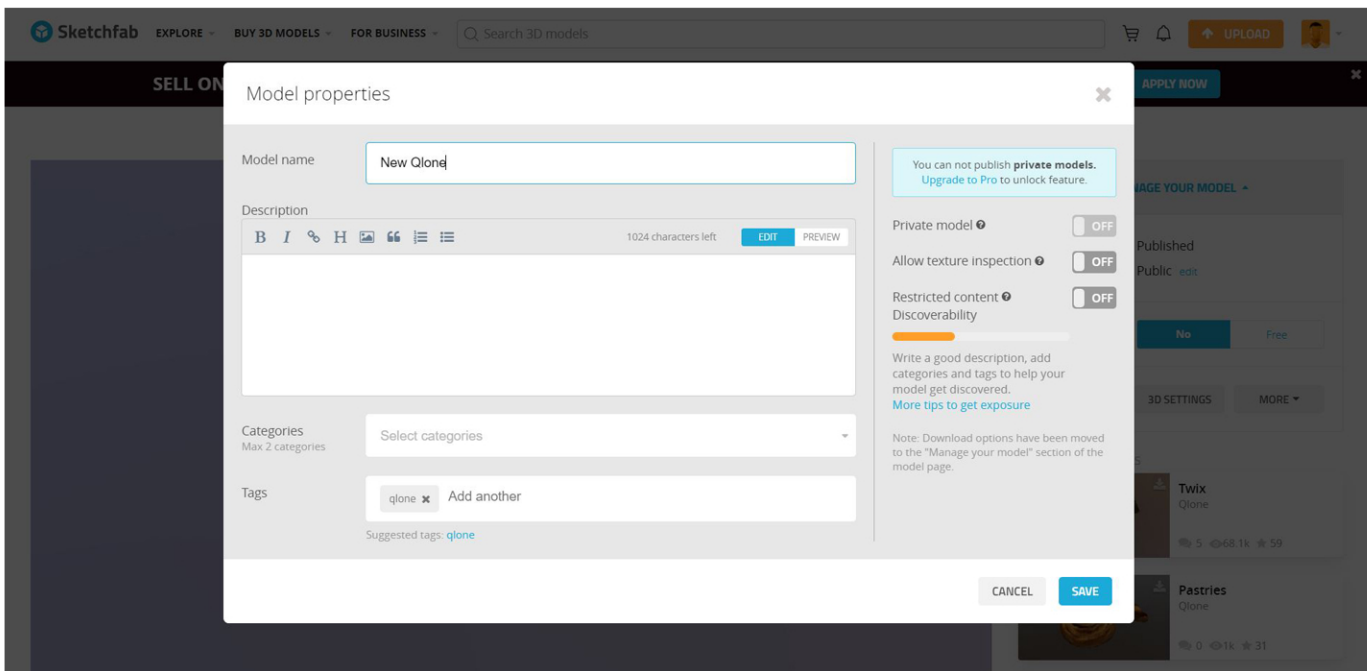 Sketchfab EXPLORE BUY 3D MODELS FOR BUSINESS Search 3D models UPLOAD
SELL ON APPLY NOW
Model properties
Model name New Qlone
Description
B I H 1024 characters left EDIT PREVIEW
Categories Select categories
Max 2 categories
Tags qlone Add another
Suggested tags: qlone
You can not publish private models.
Upgrade to Pro to unlock feature.
Private model OFF
Allow texture inspection OFF
Restricted content OFF
Discoverability
Write a good description, add
categories and tags to help your
model get discovered.
More tips to get exposure
Note: Download options have been moved
to the "Manage your model" section of the
model page.
CANCEL SAVE
NAGE YOUR MODEL
Published
Public edit
No Free
3D SETTINGS MORE
S
Twix
Qlone
5 68.1k 59
Pastries
Qlone
0 1k 31